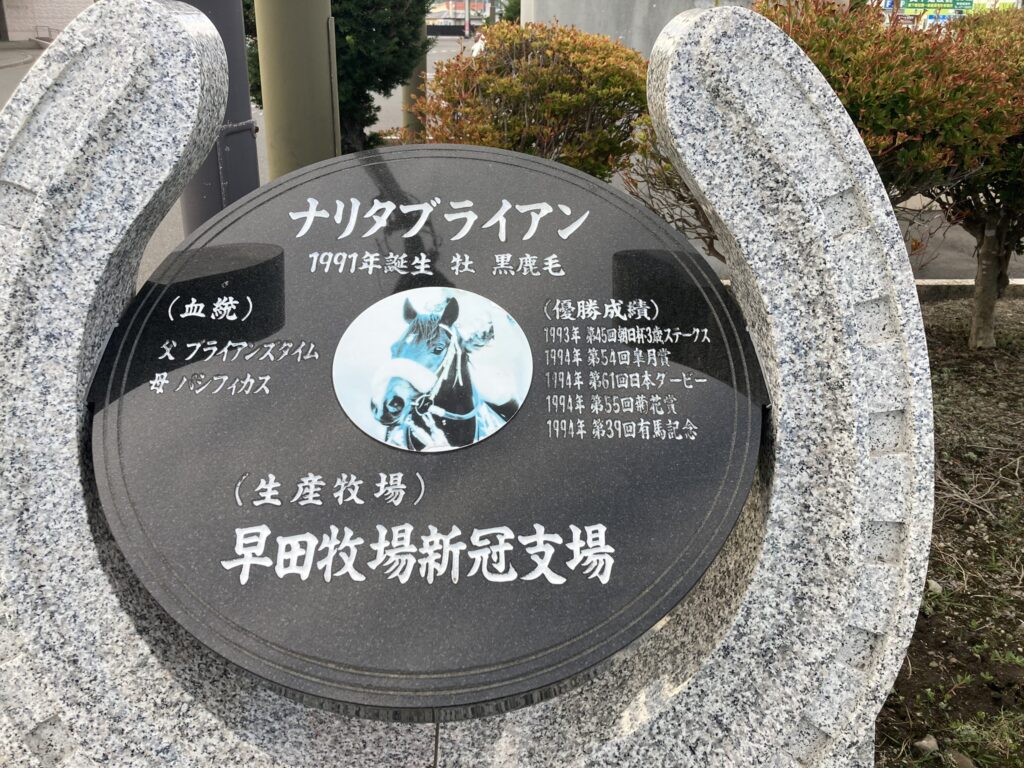 ナリタブライアン
1991年誕生 牡 黒鹿毛
(血統)
父 ブライアンズタイム
母 パシフィカス
(優勝成績)
1993年 第45回朝日杯3歳ステークス
1994年 第54回皐月賞
1994年 第61回日本ダービー
1994年 第55回菊花賞
1994年 第39回有馬記念
(生産牧場)
早田牧場新冠支場